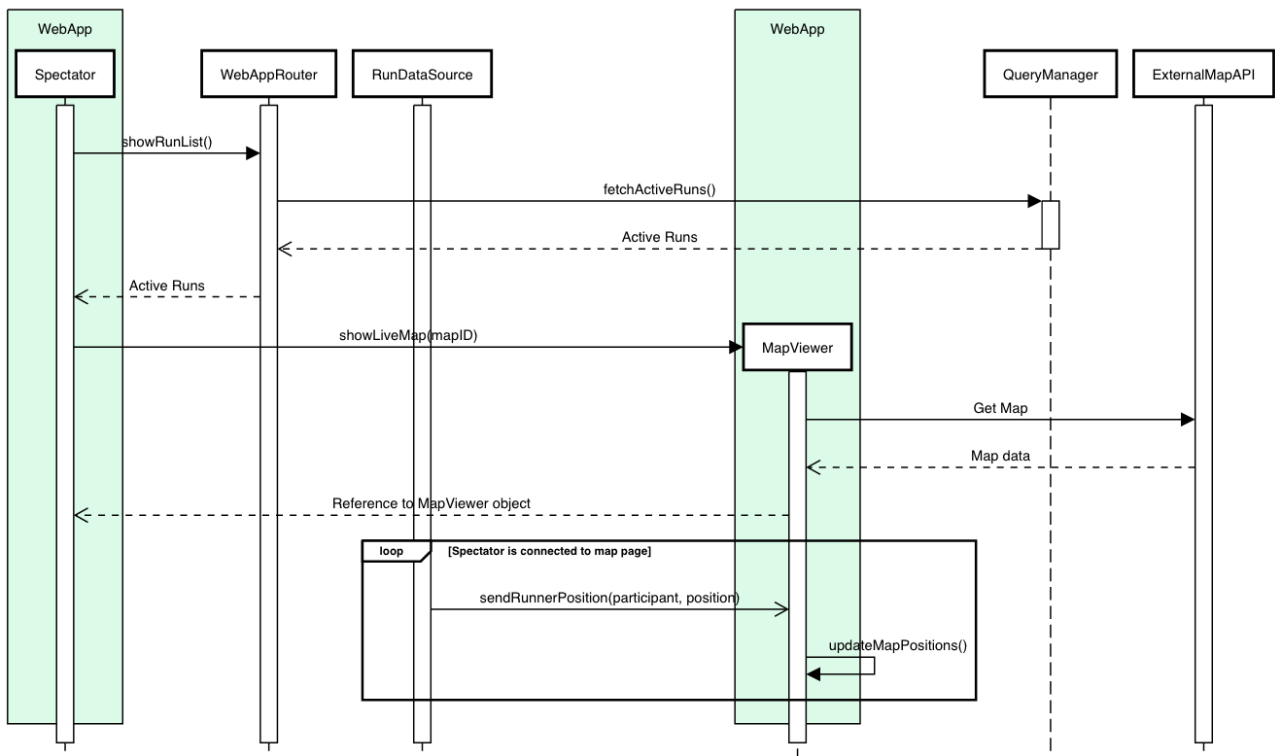 WebApp
WebApp
Spectator
WebAppRouter
RunDataSource
QueryManager
ExternalMapAPI
showRunList()
fetchActiveRuns()
Active Runs
Active Runs
showLiveMap(mapID)
MapViewer
Get Map
Map data
Reference to MapViewer object
loop
[Spectator is connected to map page]
sendRunnerPosition(participant, position)
updateMapPositions()